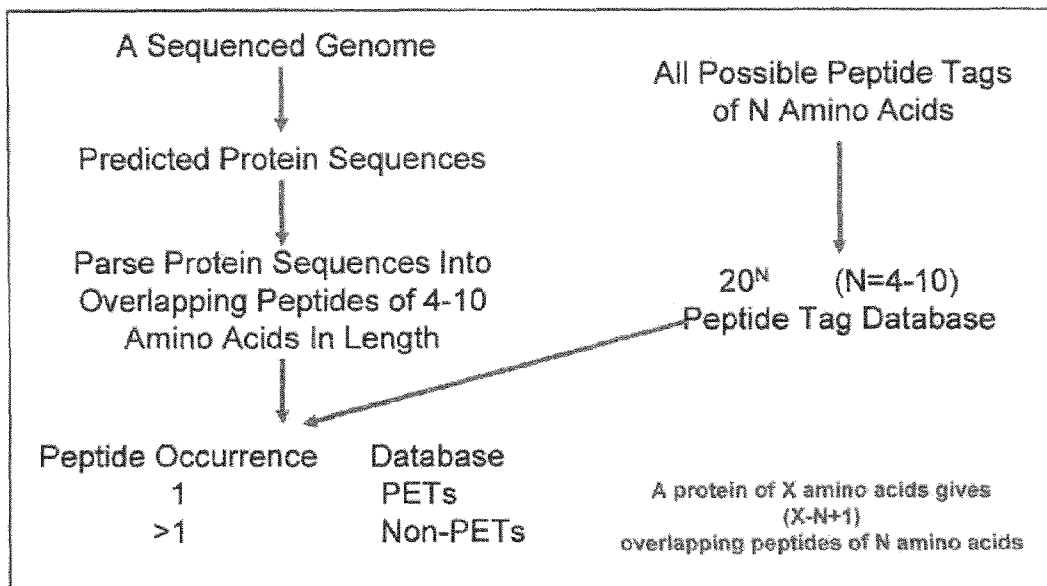 A Sequenced Genome
Predicted Protein Sequences
Parse Protein Sequences Into
Overlapping Peptides of 4-10
Amino Acids In Length
All Possible Peptide Tags
of N Amino Acids
20ᴺ (N=4-10)
Peptide Tag Database
Peptide Occurrence Database
1 PETs
>1 Non-PETs
A protein of X amino acids gives
(X-N+1)
overlapping peptides of N amino acids